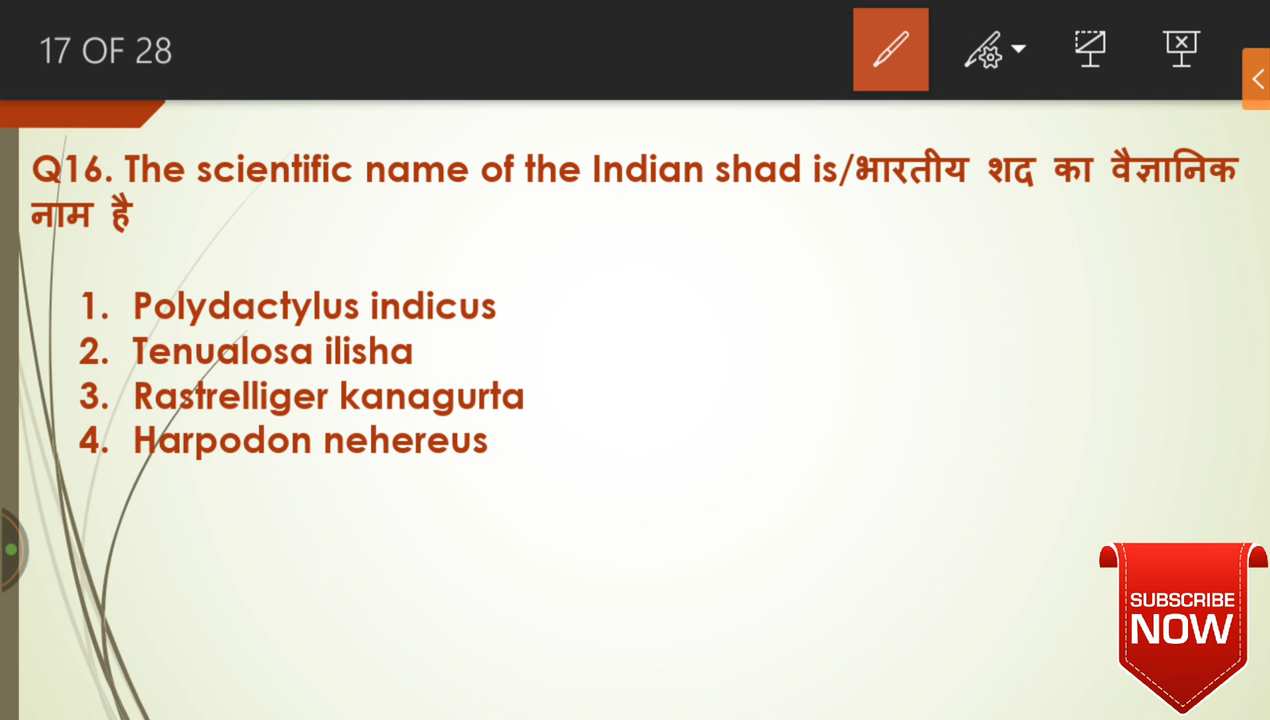 17 OF 28
Q16. The scientific name of the Indian shad is/भारतीय शद का वैज्ञानिक
नाम है
1. Polydactylus indicus
2. Tenualosa ilisha
3. Rastrelliger kanagurta
4. Harpodon nehereus
SUBSCRIBE
NOW